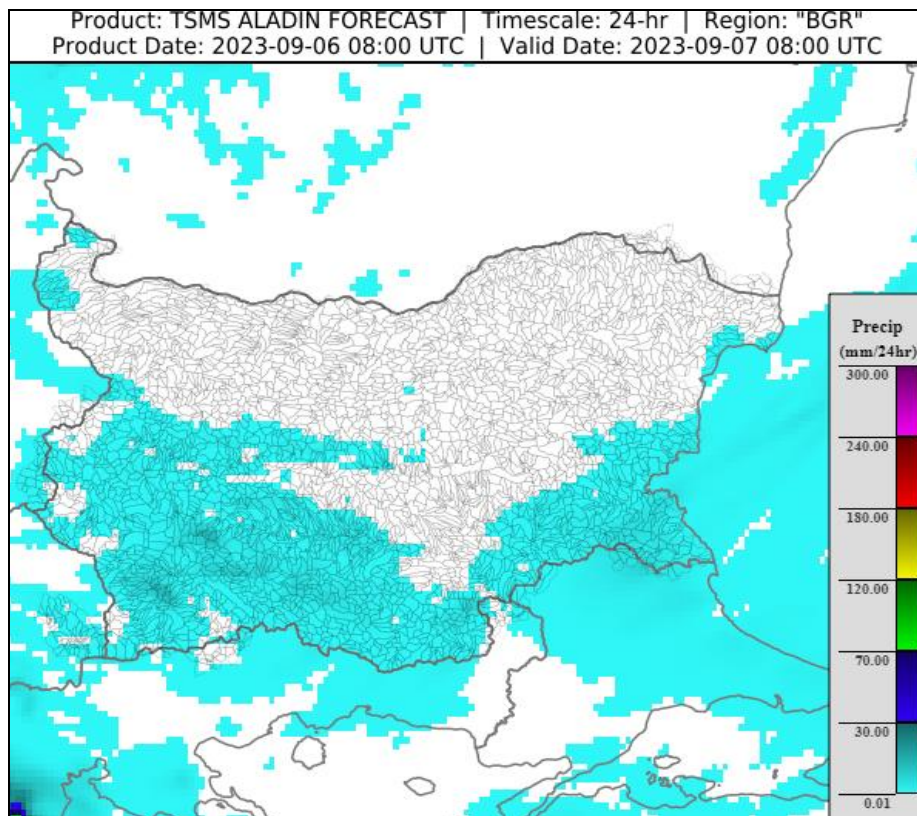 Product: TSMS ALADIN FORECAST | Timescale: 24-hr | Region: "BGR"
Product Date: 2023-09-06 08:00 UTC | Valid Date: 2023-09-07 08:00 UTC
Precip
(mm/24hr)
300.00
240.00
180.00
120.00
70.00
30.00
0.01